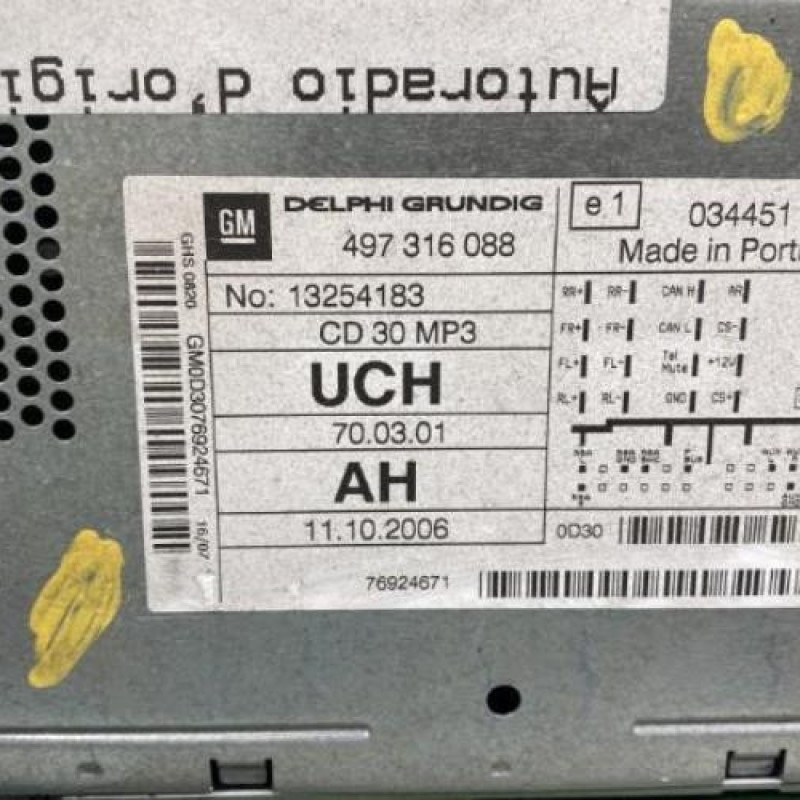 Autoradio d'origi
GM
DELPHI GRUNDIG
497 316 088
e1
034451
Made in Port
GHS 0820 GM0D3076924671 16/07
No: 13254183
CD 30 MP3
UCH
70.03.01
AH
11.10.2006
76924671
RR+ RR- CAN H AR
FR+ FR- CAN L CS-
FL+ FL- Tel Mute +12V
RL+ RL- GND CS+
0D30